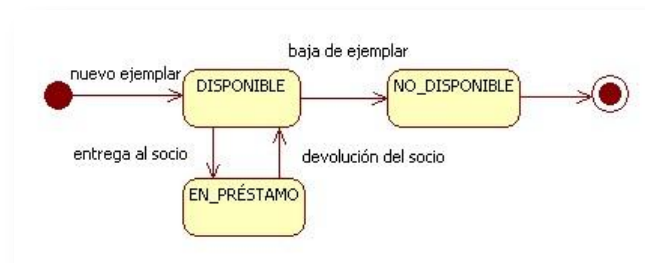 baja de ejemplar
nuevo ejemplar
DISPONIBLE
NO_DISPONIBLE
entrega al socio
devolución del socio
EN_PRÉSTAMO